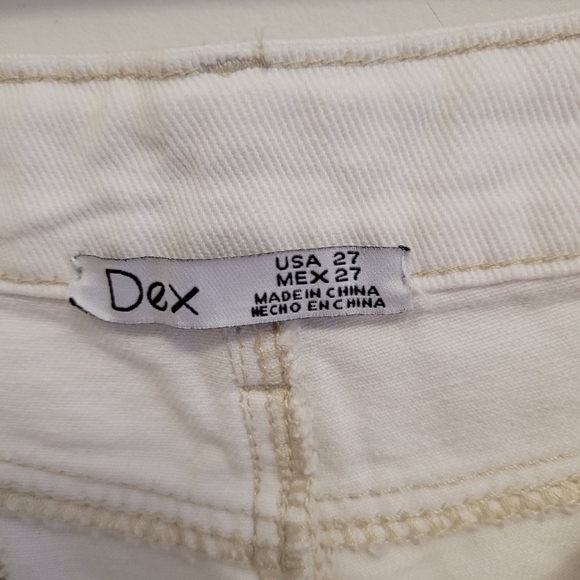 Dex
USA 27
MEX 27
MADE IN CHINA
HECHO EN CHINA